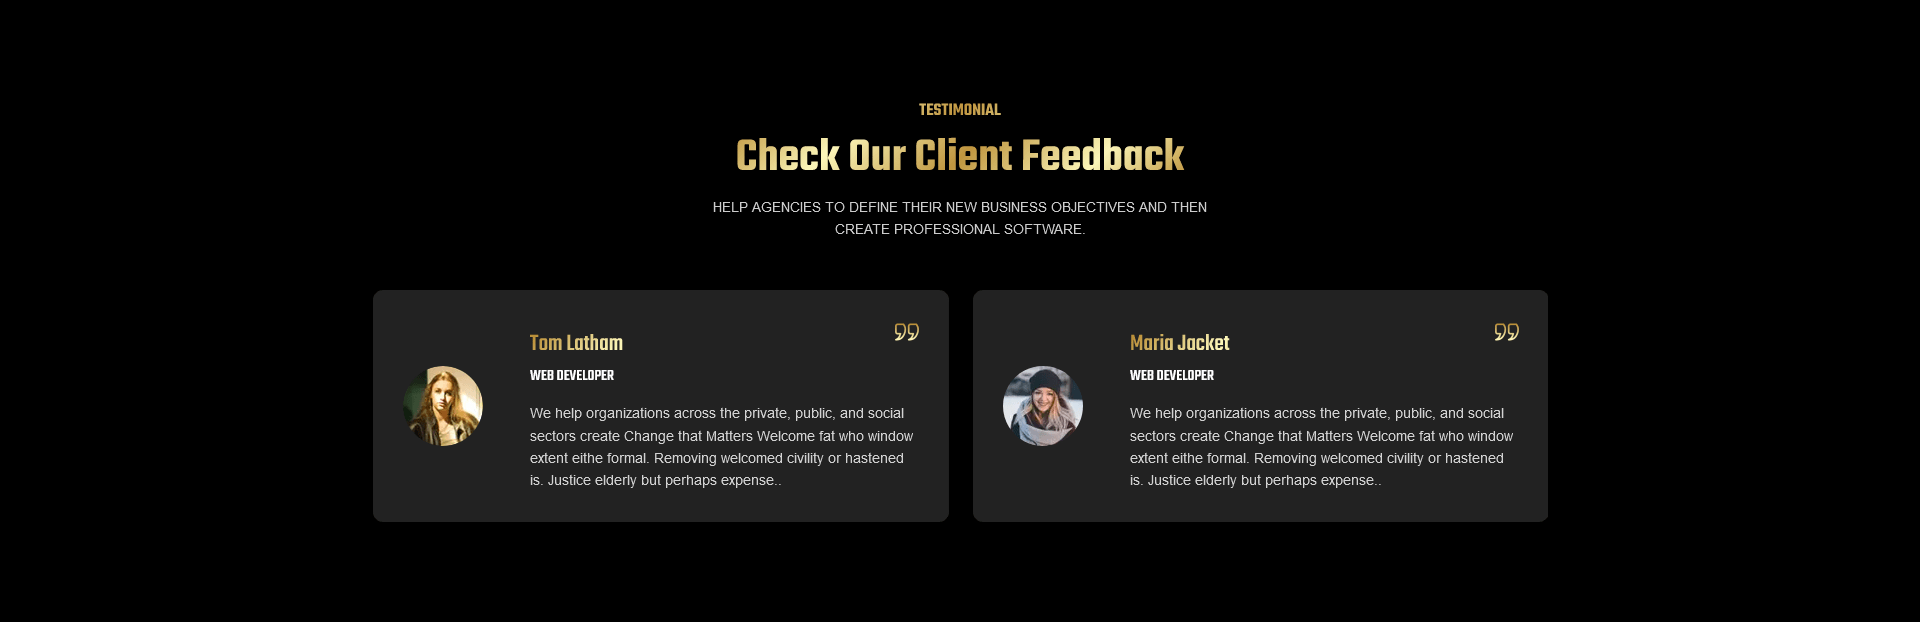 TESTIMONIAL
Check Our Client Feedback
HELP AGENCIES TO DEFINE THEIR NEW BUSINESS OBJECTIVES AND THEN
CREATE PROFESSIONAL SOFTWARE.
Tom Latham
WEB DEVELOPER
We help organizations across the private, public, and social
sectors create Change that Matters Welcome fat who window
extent eithe formal. Removing welcomed civility or hastened
is. Justice elderly but perhaps expense..
Maria Jacket
WEB DEVELOPER
We help organizations across the private, public, and social
sectors create Change that Matters Welcome fat who window
extent eithe formal. Removing welcomed civility or hastened
is. Justice elderly but perhaps expense..